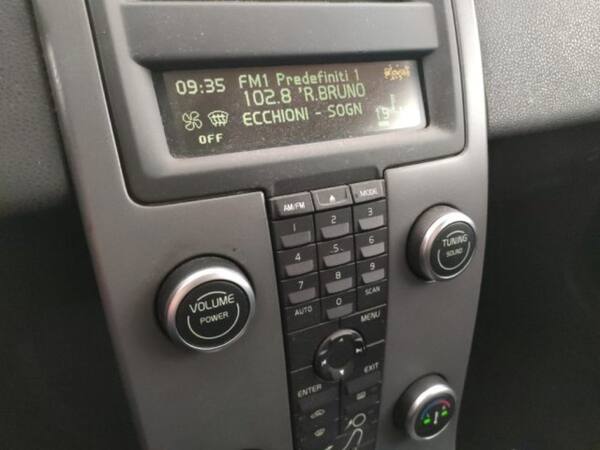 09:35 FM1 Predefiniti 1
102.8 'R.BRUNO
ECCHIONI - SOGN
OFF
AM/FM MODE
1 2 3
4 5 6
7 8 9
AUTO 0 SCAN
VOLUME
POWER
TUNING
SOUND
MENU
ENTER EXIT